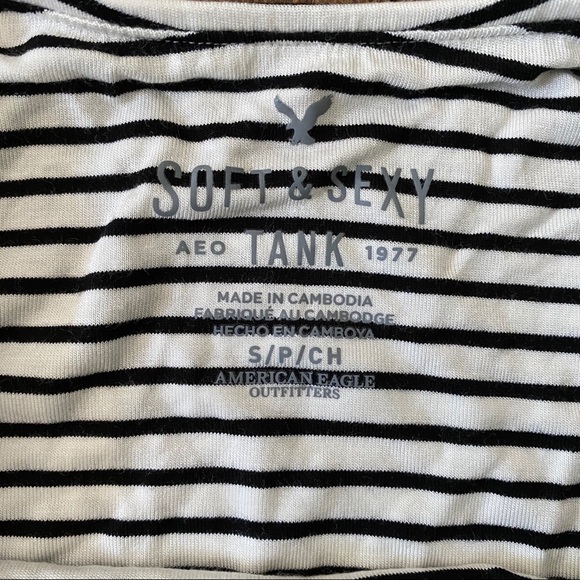 SOFT & SEXY
AEO TANK 1977
MADE IN CAMBODIA
FABRIQUÉ AU CAMBODGE
HECHO EN CAMBOYA
S/P/CH
AMERICAN EAGLE
OUTFITTERS